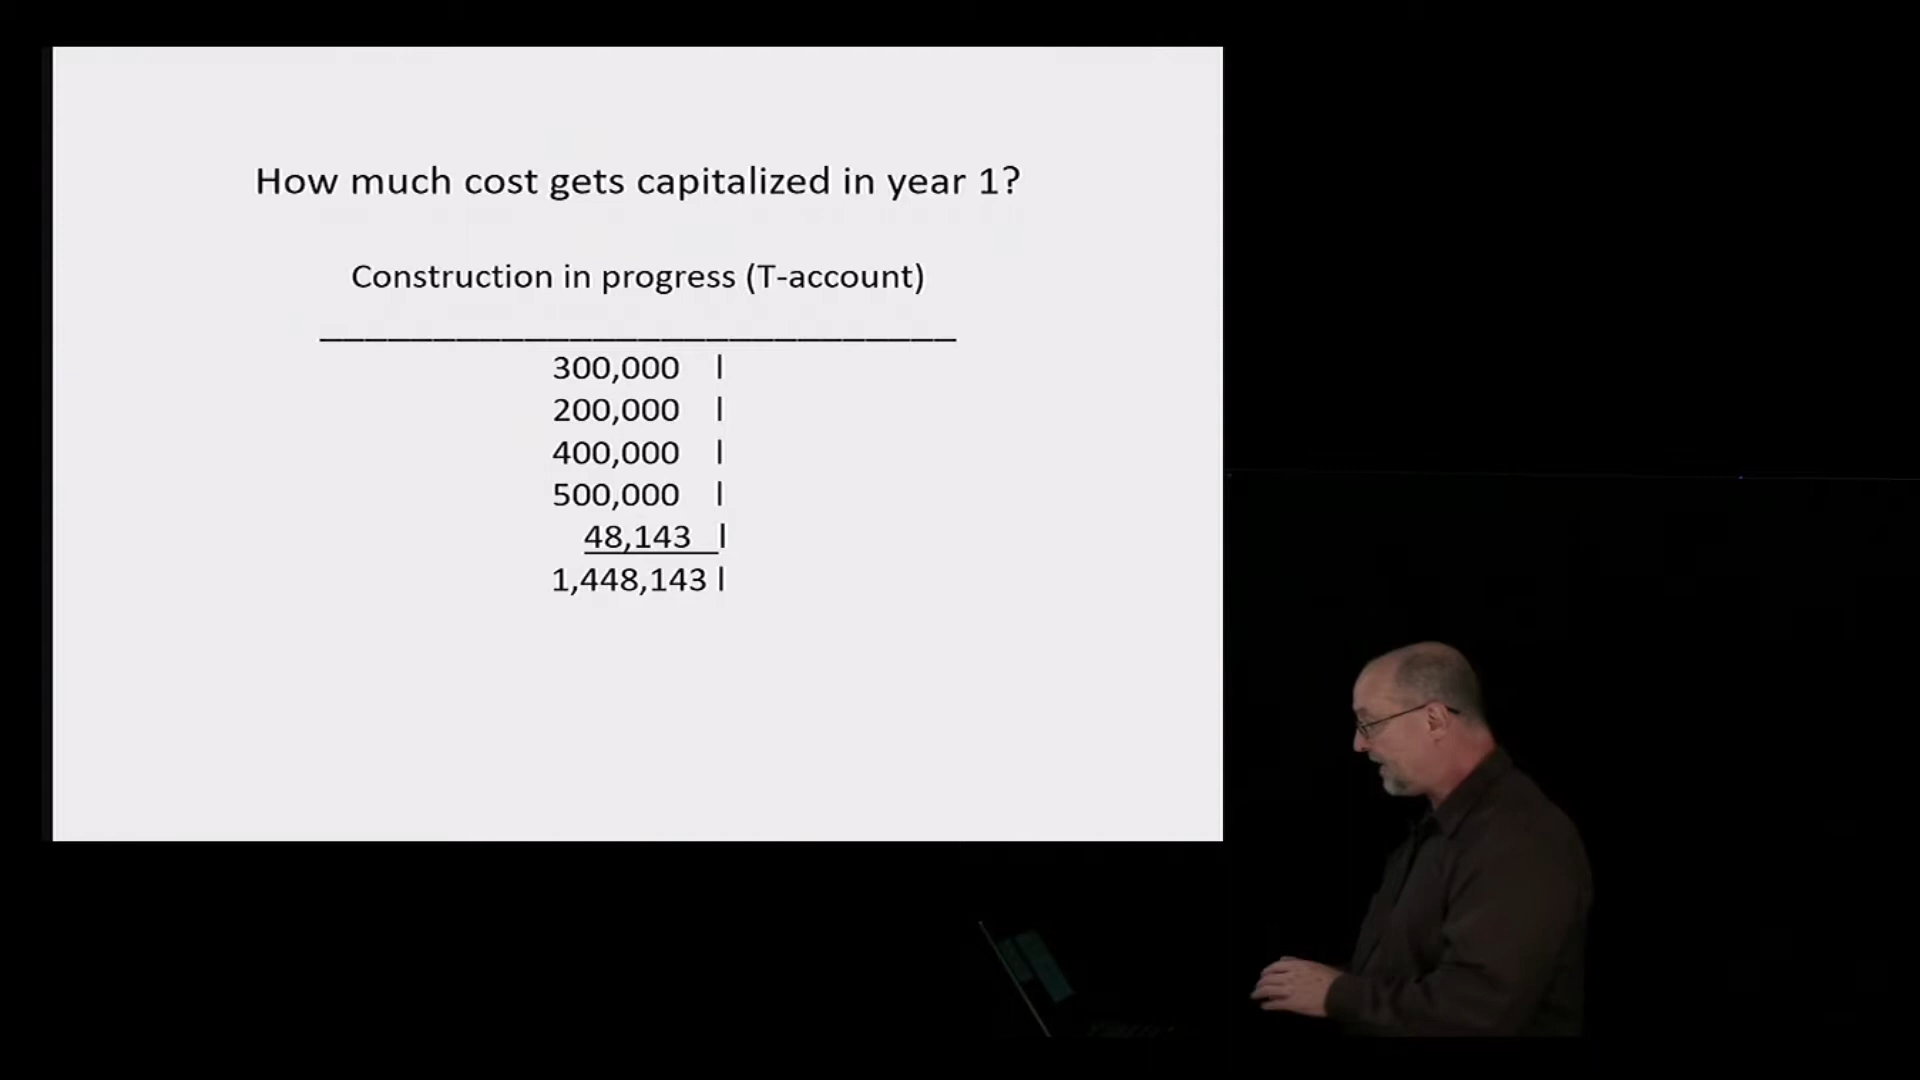 How much cost gets capitalized in year 1?
Construction in progress (T-account)
____________________________
300,000 l
200,000 l
400,000 l
500,000 l
48,143 l
1,448,143 l